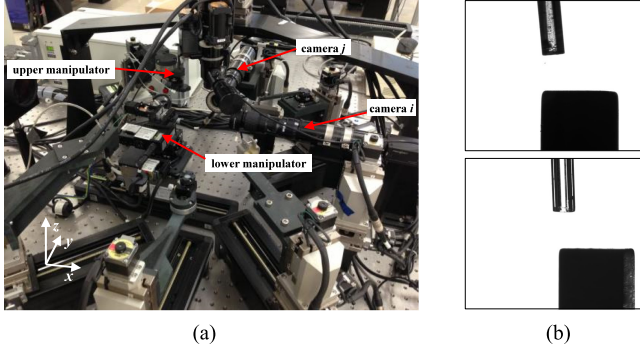 camera j
upper manipulator
camera i
lower manipulator
z
y
x
(a)
(b)